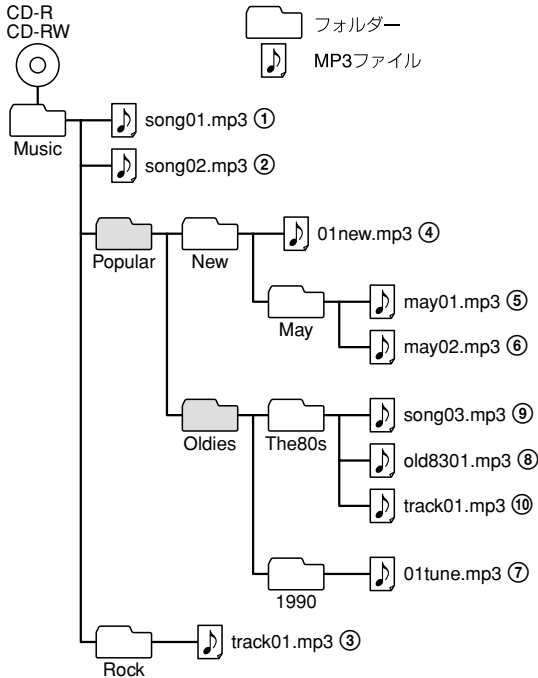 CD-R
CD-RW
フォルダー
MP3ファイル
Music
song01.mp3 ①
song02.mp3 ②
Popular
New
01new.mp3 ④
May
may01.mp3 ⑤
may02.mp3 ⑥
Oldies
The80s
song03.mp3 ⑨
old8301.mp3 ⑧
track01.mp3 ⑩
1990
01tune.mp3 ⑦
Rock
track01.mp3 ③